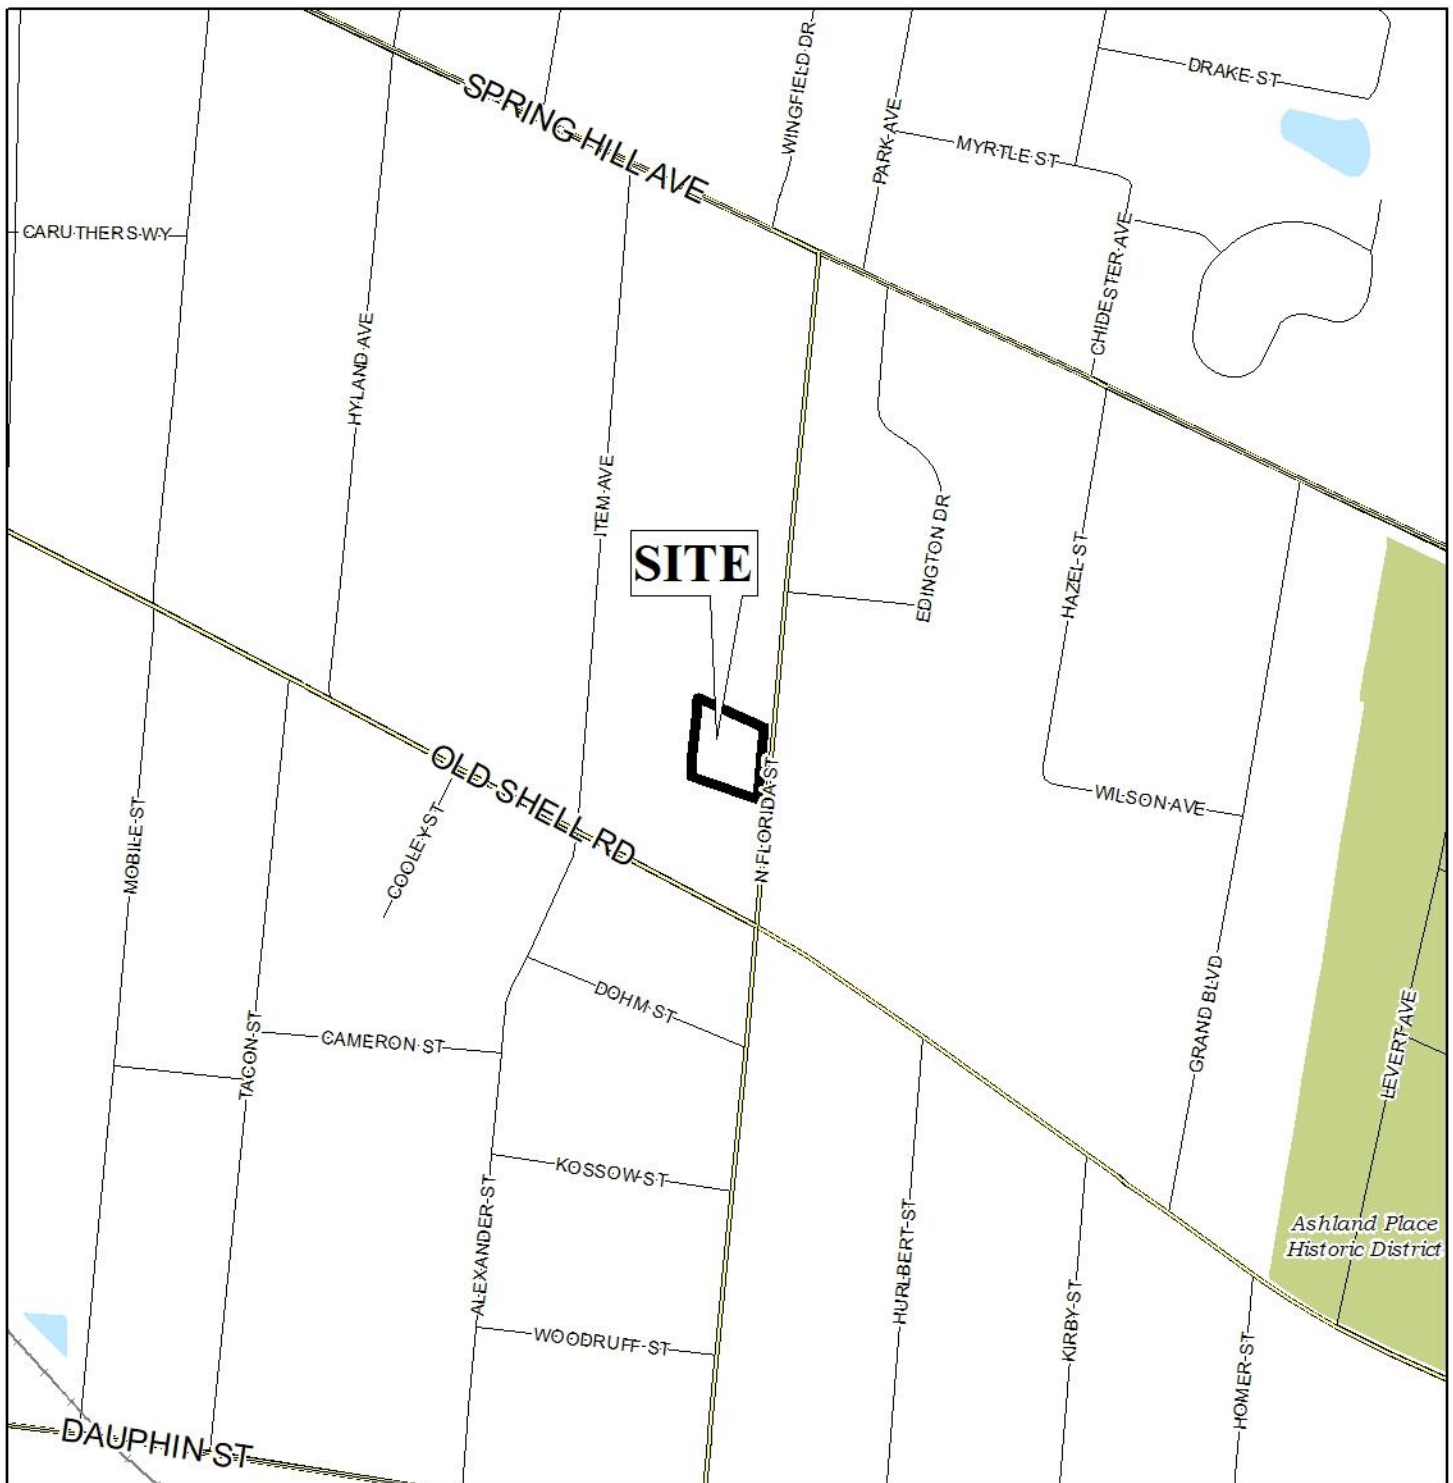 DRAKE ST
SPRING HILL AVE
WINGFIELD DR
PARK AVE
MYRTLE ST
CARUTHERS WY
CHIDESTER AVE
HYLAND AVE
ITEM AVE
SITE
EDINGTON DR
HAZEL ST
OLD SHELL RD
WILSON AVE
N FLORIDA ST
MOBILE ST
COOLEY ST
DOHM ST
GRAND BLVD
LEVERT AVE
TACON ST
CAMERON ST
KOSSOW ST
ALEXANDER ST
HURLBERT ST
Ashland Place
Historic District
KIRBY ST
WOODRUFF ST
HOMER ST
DAUPHIN ST